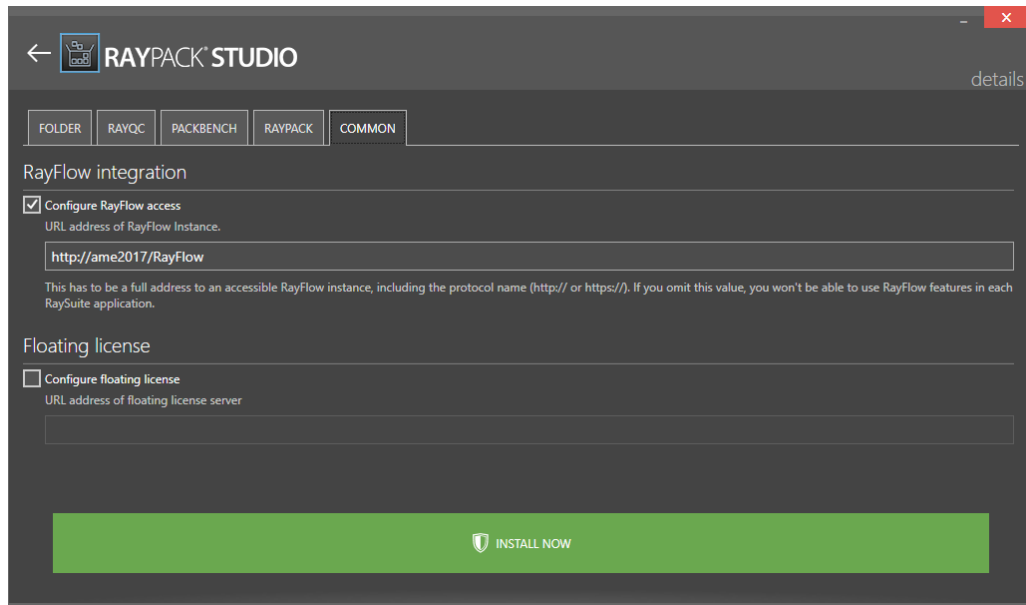 RAYPACK® STUDIO
details
FOLDER RAYQC PACKBENCH RAYPACK COMMON
RayFlow integration
Configure RayFlow access
URL address of RayFlow Instance.
http://ame2017/RayFlow
This has to be a full address to an accessible RayFlow instance, including the protocol name (http:// or https://). If you omit this value, you won't be able to use RayFlow features in each
RaySuite application.
Floating license
Configure floating license
URL address of floating license server
INSTALL NOW